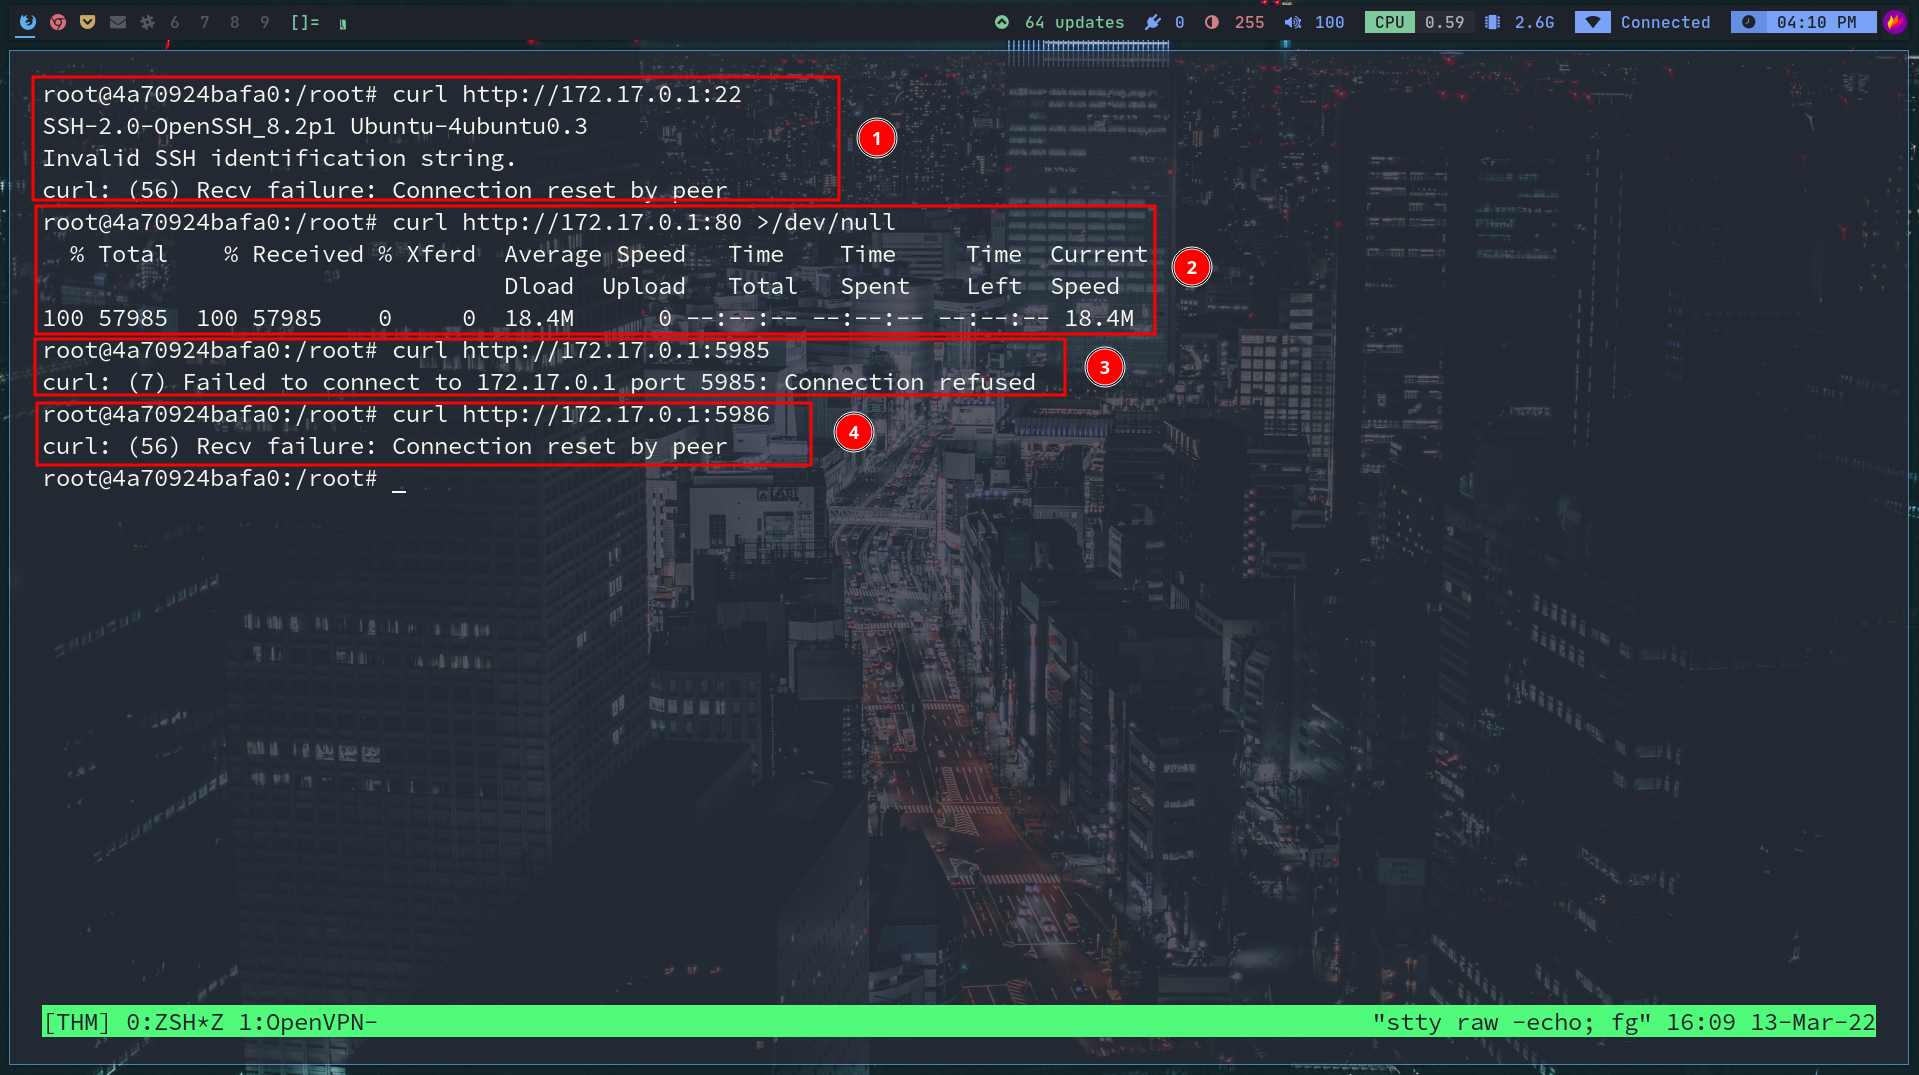 6 7 8 9 []= 64 updates 0 255 100 CPU 0.59 2.6G Connected 04:10 PM
root@4a70924bafa0:/root# curl http://172.17.0.1:22
SSH-2.0-OpenSSH_8.2p1 Ubuntu-4ubuntu0.3
Invalid SSH identification string.
curl: (56) Recv failure: Connection reset by peer
1
root@4a70924bafa0:/root# curl http://172.17.0.1:80 >/dev/null
% Total % Received % Xferd Average Speed Time Time Time Current
Dload Upload Total Spent Left Speed
100 57985 100 57985 0 0 18.4M 0 --:--:-- --:--:-- --:--:-- 18.4M
2
root@4a70924bafa0:/root# curl http://172.17.0.1:5985
curl: (7) Failed to connect to 172.17.0.1 port 5985: Connection refused
3
root@4a70924bafa0:/root# curl http://172.17.0.1:5986
curl: (56) Recv failure: Connection reset by peer
4
root@4a70924bafa0:/root# _
[THM] 0:ZSH*Z 1:OpenVPN- "stty raw -echo; fg" 16:09 13-Mar-22